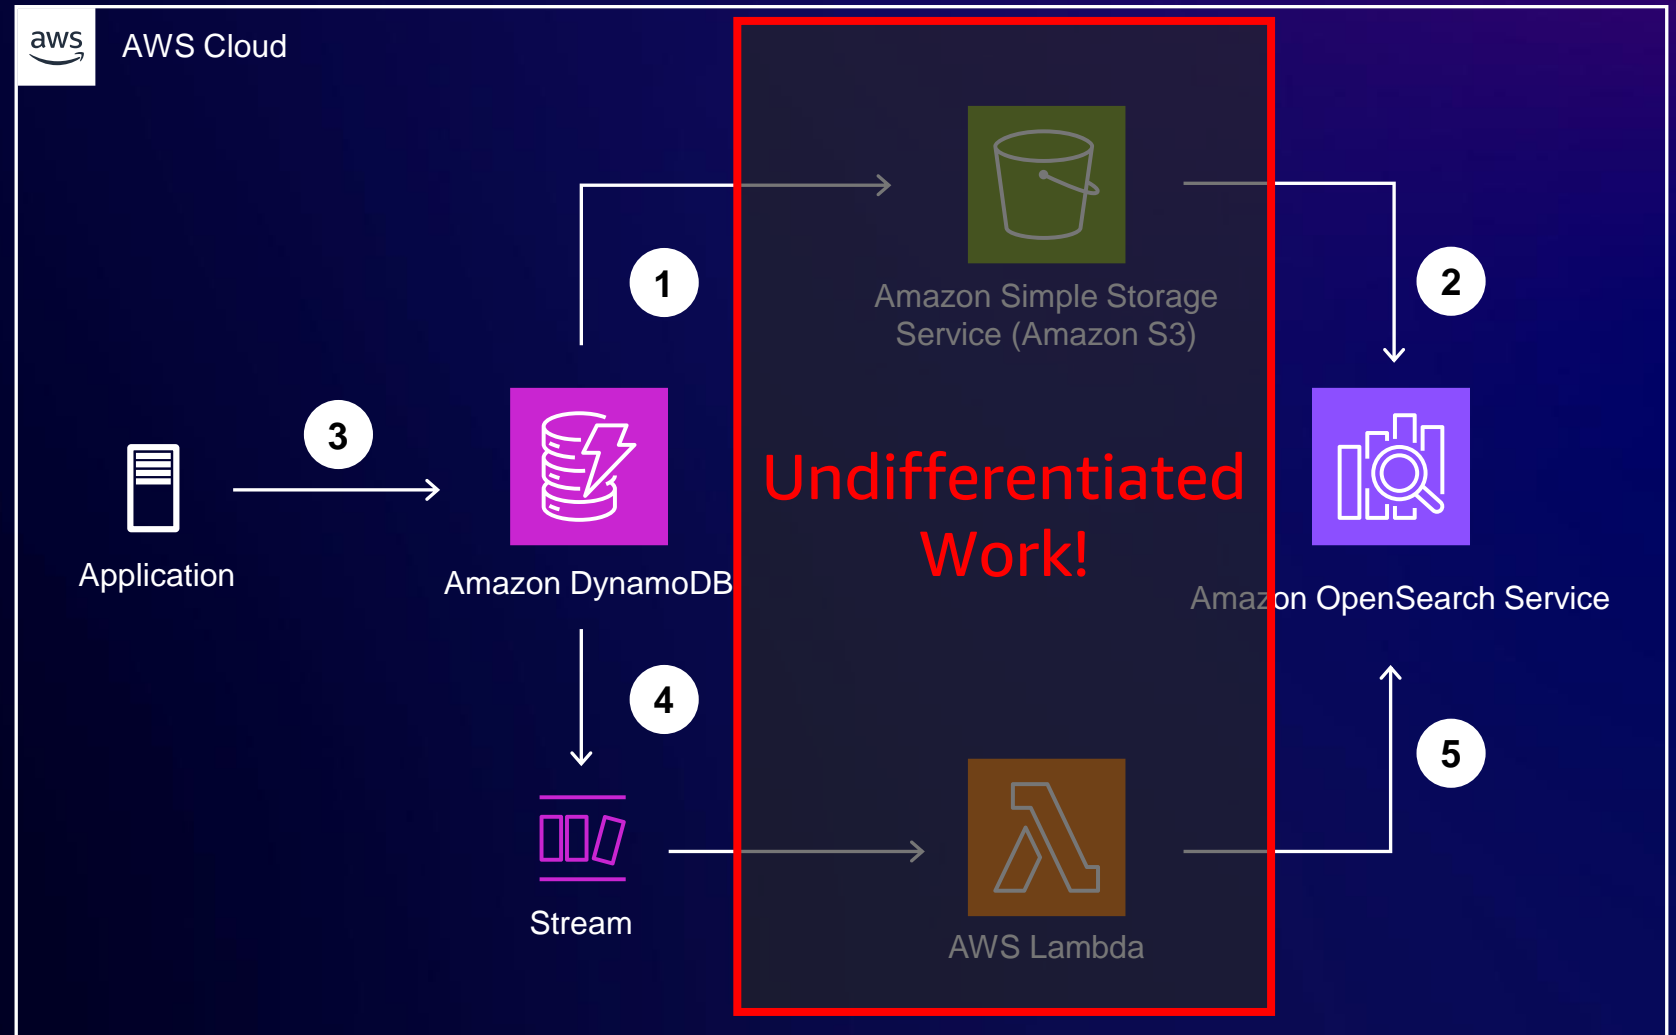 aws
AWS Cloud
1
Amazon Simple Storage
Service (Amazon S3)
2
3
Application
Amazon DynamoDB
Undifferentiated
Work!
Amazon OpenSearch Service
4
Stream
AWS Lambda
5